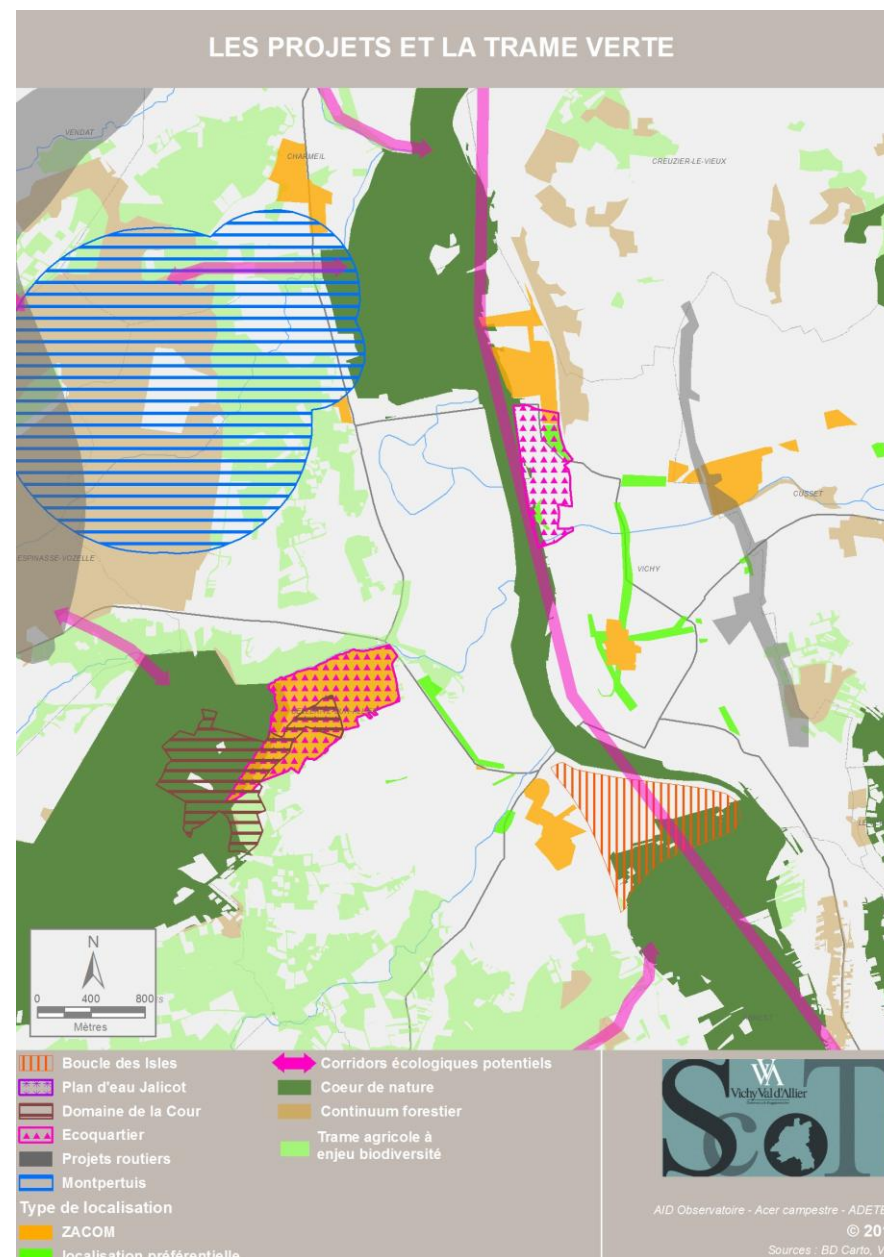 LES PROJETS ET LA TRAME VERTE
VENDAT
CHARMEIL
CREUZIER-LE-VIEUX
CUSSET
ESPINASSE-VOZELLE
VICHY
N
0 400 800
Mètres
Boucle des Isles
Plan d'eau Jalicot
Domaine de la Cour
Ecoquartier
Projets routiers
Montpertuis
Type de localisation
ZACOM
localisation préférentielle
Corridors écologiques potentiels
Coeur de nature
Continuum forestier
Trame agricole à
enjeu biodiversité
VVA
Vichy Val d'Allier
SCOT
AID Observatoire - Acer campestre -
©
Sources : BD Carto,